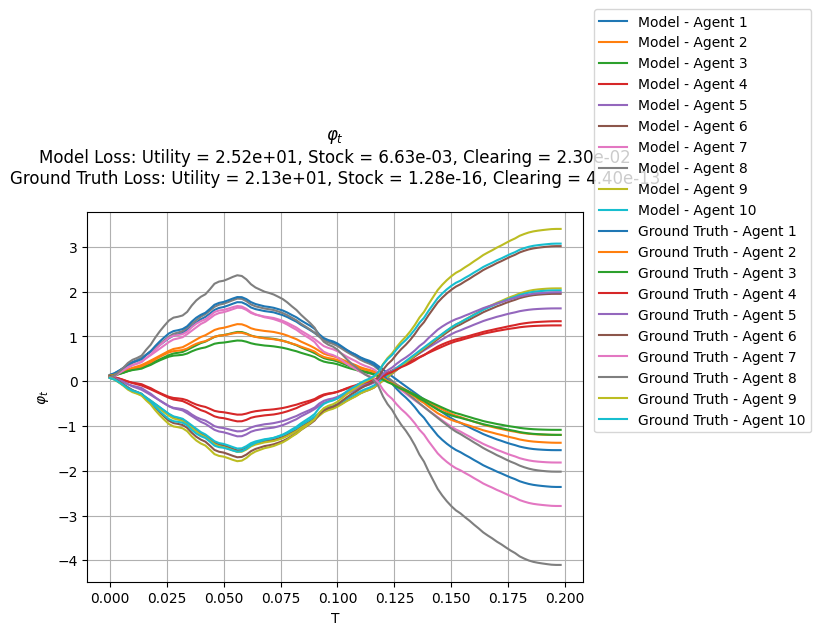 φt
Model Loss: Utility = 2.52e+01, Stock = 6.63e-03, Clearing = 2.30e-02
Ground Truth Loss: Utility = 2.13e+01, Stock = 1.28e-16, Clearing = 4.40e-13
Model - Agent 1
Model - Agent 2
Model - Agent 3
Model - Agent 4
Model - Agent 5
Model - Agent 6
Model - Agent 7
Model - Agent 8
Model - Agent 9
Model - Agent 10
Ground Truth - Agent 1
Ground Truth - Agent 2
Ground Truth - Agent 3
Ground Truth - Agent 4
Ground Truth - Agent 5
Ground Truth - Agent 6
Ground Truth - Agent 7
Ground Truth - Agent 8
Ground Truth - Agent 9
Ground Truth - Agent 10
φt
3
2
1
0
−1
−2
−3
−4
0.000 0.025 0.050 0.075 0.100 0.125 0.150 0.175 0.200
T